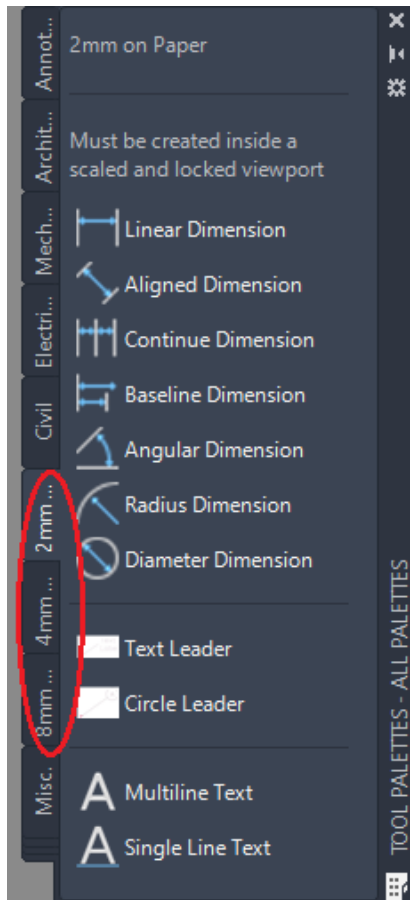 2mm on Paper
Must be created inside a
scaled and locked viewport
Linear Dimension
Aligned Dimension
Continue Dimension
Baseline Dimension
Angular Dimension
Radius Dimension
Diameter Dimension
Text Leader
Circle Leader
A Multiline Text
A Single Line Text
Annot...
Archit...
Mech...
Electri...
Civil
2mm ...
4mm ...
8mm ...
Misc.
TOOL PALETTES - ALL PALETTES